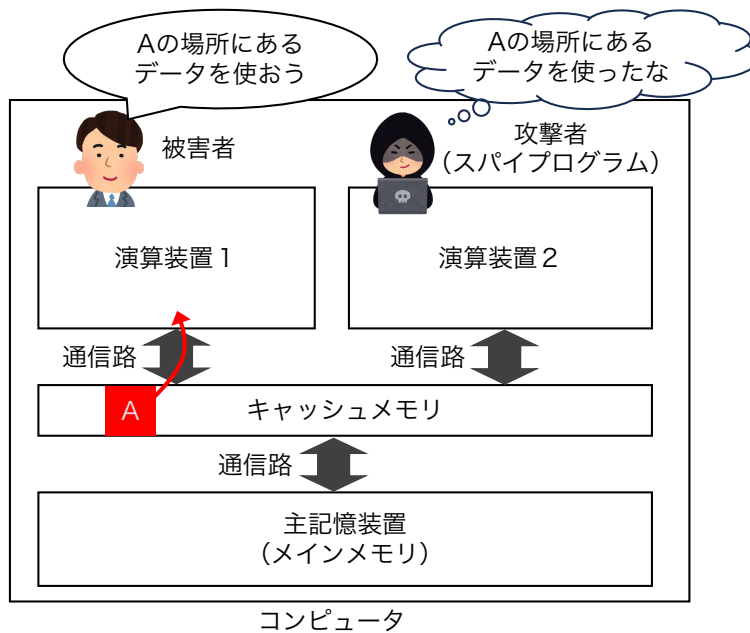 Aの場所にある
データを使おう
Aの場所にある
データを使ったな
被害者
攻撃者
（スパイプログラム）
演算装置１
演算装置２
通信路
通信路
A
キャッシュメモリ
通信路
主記憶装置
（メインメモリ）
コンピュータ